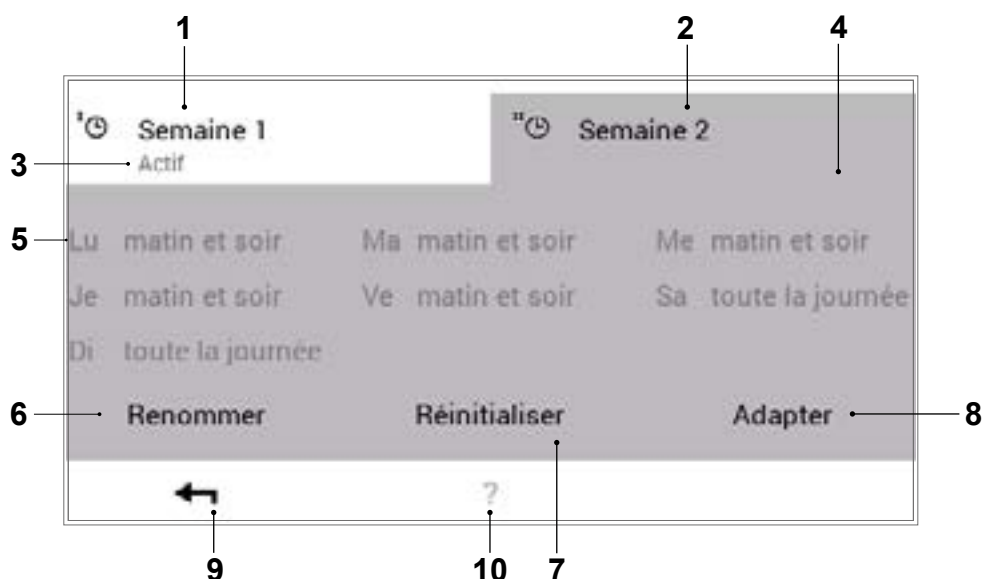 1 2 4
Semaine 1 Semaine 2
3 Actif
5 Lu matin et soir Ma matin et soir Me matin et soir
Je matin et soir Ve matin et soir Sa toute la journée
Di toute la journée
6 Renommer Réinitialiser Adapter 8
?
9 10 7